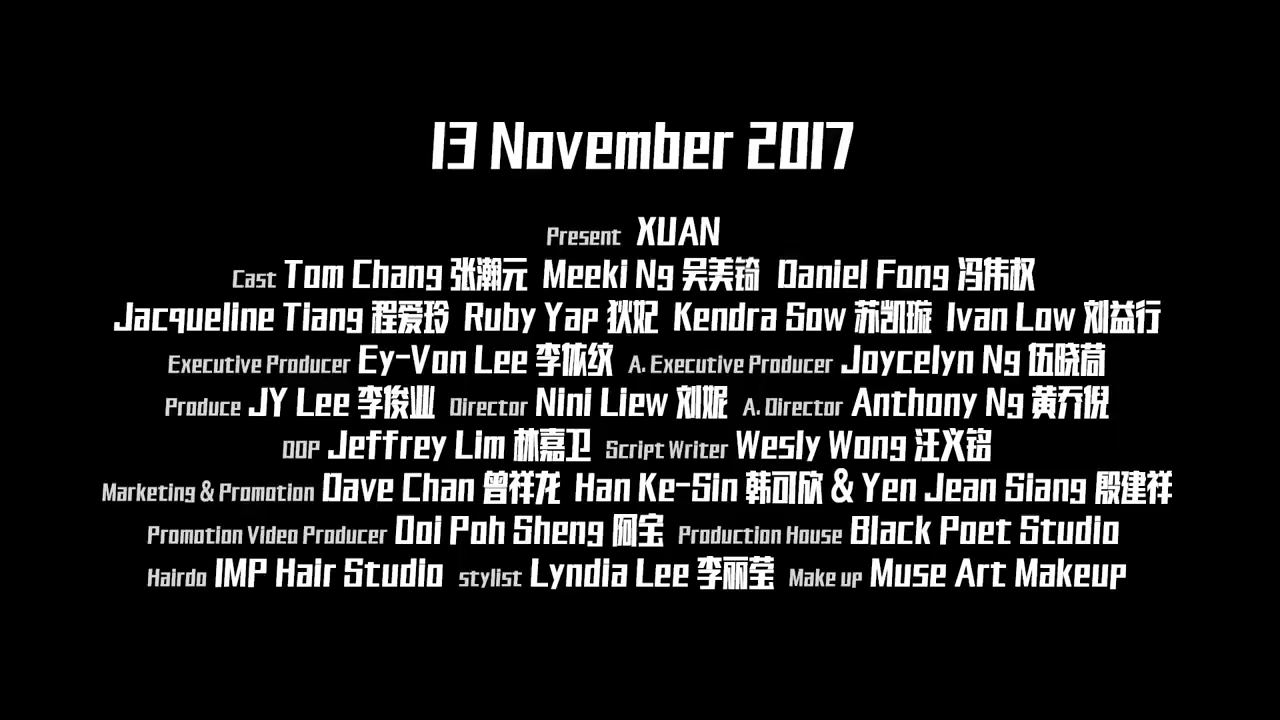 13 November 2017
Present XUAN
Cast Tom Chang 张瀚元 Meeki Ng 吴美锜 Daniel Fong 冯伟权
Jacqueline Tiang 程爱玲 Ruby Yap 狄妃 Kendra Sow 苏凯璇 Ivan Low 刘益行
Executive Producer Ey-Von Lee 李依纹 A. Executive Producer Joycelyn Ng 伍晓茼
Produce JY Lee 李俊业 Director Nini Liew 刘妮 A. Director Anthony Ng 黄乔倪
DOP Jeffrey Lim 林嘉卫 Script Writer Wesly Wong 汪义铭
Marketing & Promotion Dave Chan 曾祥龙 Han Ke-Sin 韩可欣 & Yen Jean Siang 殷建祥
Promotion Video Producer Ooi Poh Sheng 阿宝 Production House Black Poet Studio
Hairdo IMP Hair Studio stylist Lyndia Lee 李丽莹 Make up Muse Art Makeup